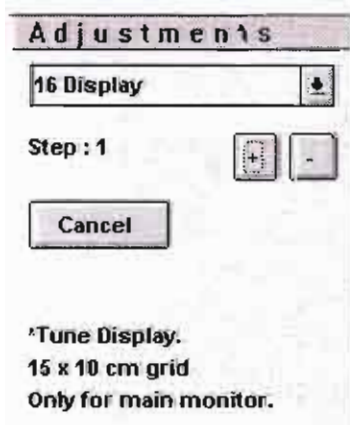 Adjustments
16 Display
Step : 1
+ -
Cancel
*Tune Display.
15 x 10 cm grid
Only for main monitor.